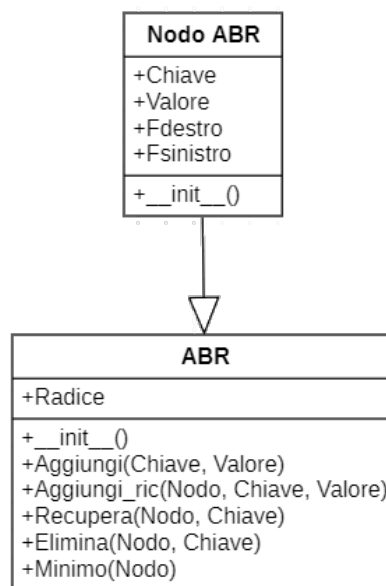 Nodo ABR
+Chiave
+Valore
+Fdestro
+Fsinistro
+__init__()
ABR
+Radice
+__init__()
+Aggiungi(Chiave, Valore)
+Aggiungi_ric(Nodo, Chiave, Valore)
+Recupera(Nodo, Chiave)
+Elimina(Nodo, Chiave)
+Minimo(Nodo)